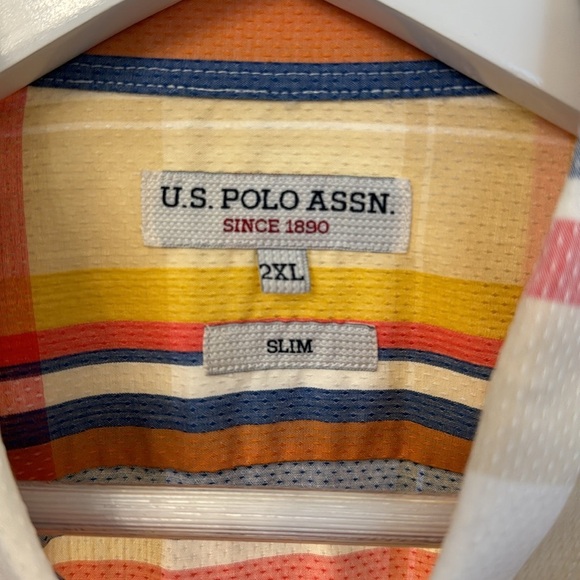 U.S. POLO ASSN.
SINCE 1890
2XL
SLIM